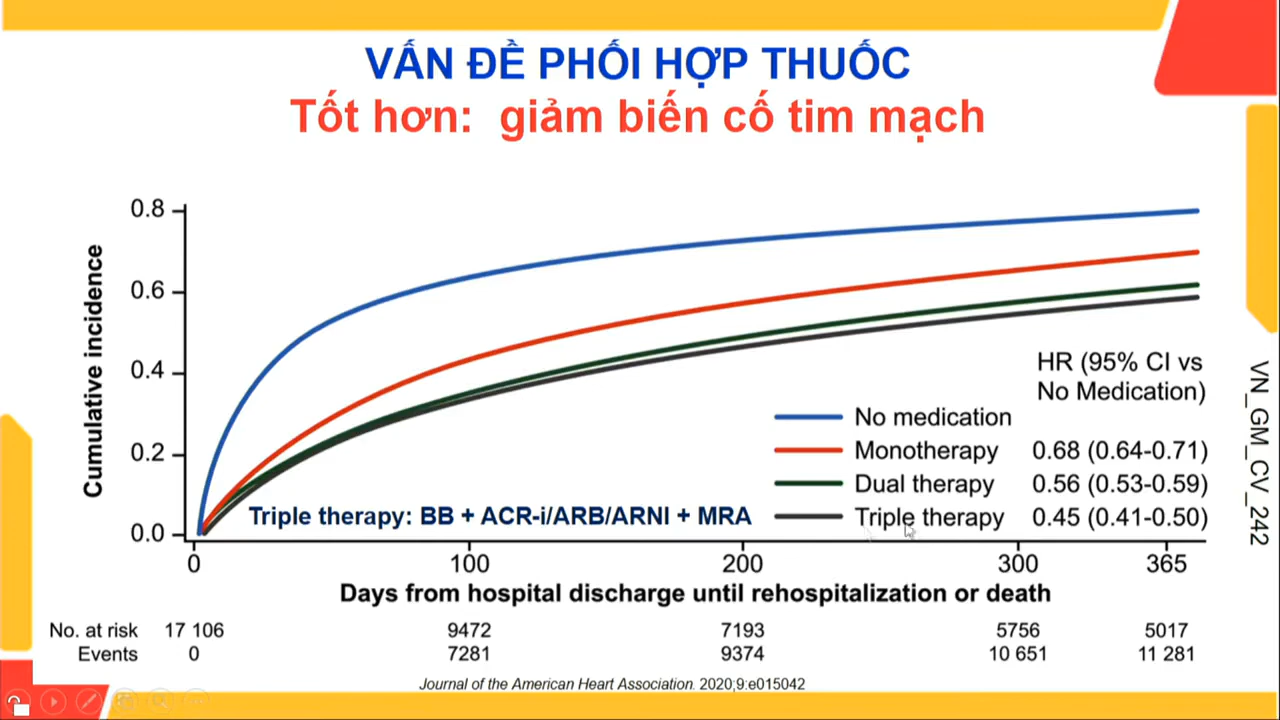 VẤN ĐỀ PHỐI HỢP THUỐC
Tốt hơn: giảm biến cố tim mạch
0.8
0.6
0.4
0.2
0.0
Cumulative incidence
HR (95% CI vs
No Medication)
No medication
Monotherapy 0.68 (0.64-0.71)
Dual therapy 0.56 (0.53-0.59)
Triple therapy 0.45 (0.41-0.50)
Triple therapy: BB + ACR-i/ARB/ARNI + MRA
0 100 200 300 365
Days from hospital discharge until rehospitalization or death
No. at risk 17 106 9472 7193 5756 5017
Events 0 7281 9374 10 651 11 281
Journal of the American Heart Association. 2020;9:e015042
VN_GM_CV_242